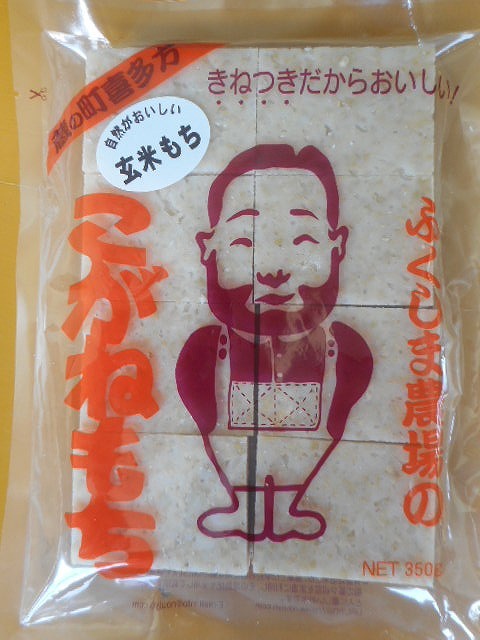 蔵の町喜多方
きねつきだからおいしい!
自然がおいしい
玄米もち
こがねもち
ふくしま農場の
NET 350g